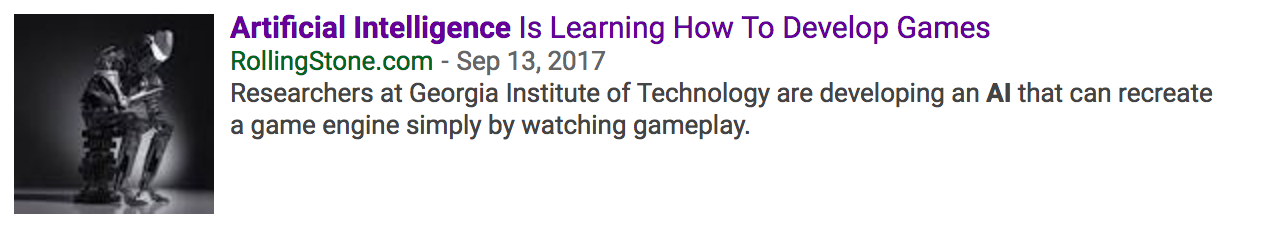 Artificial Intelligence Is Learning How To Develop Games
RollingStone.com - Sep 13, 2017
Researchers at Georgia Institute of Technology are developing an AI that can recreate
a game engine simply by watching gameplay.